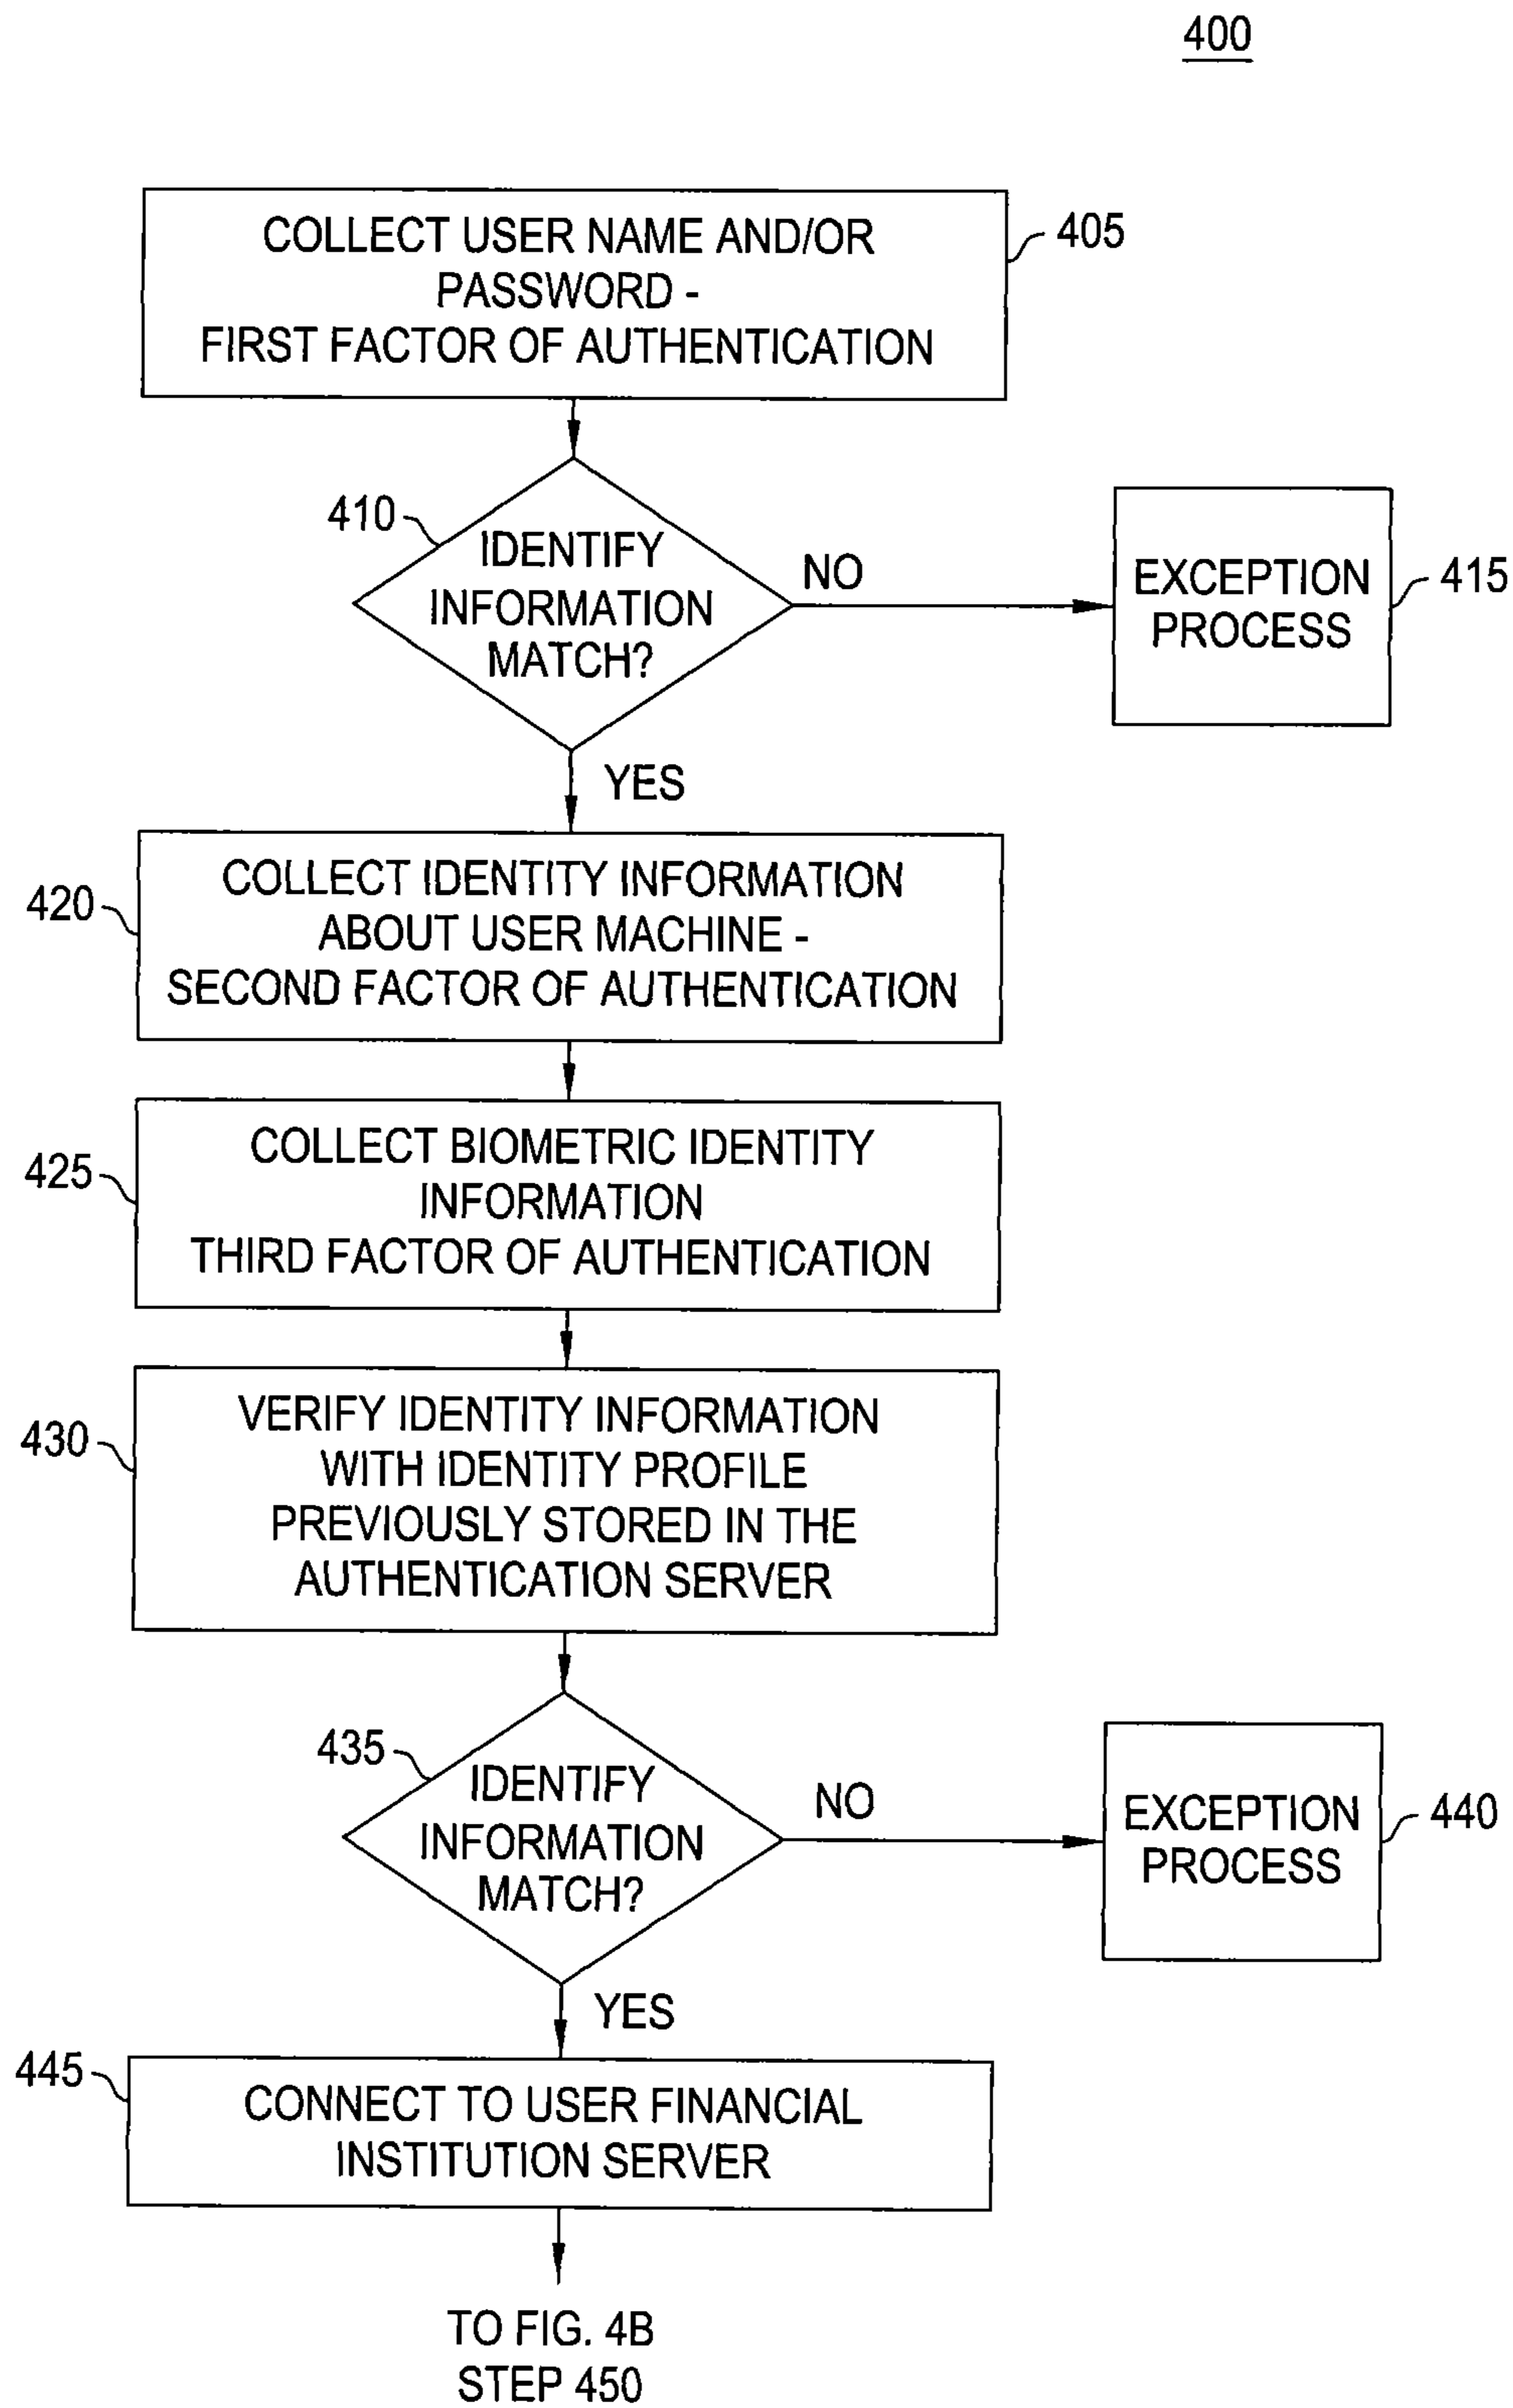 400
COLLECT USER NAME AND/OR
PASSWORD -
FIRST FACTOR OF AUTHENTICATION
405
410
IDENTIFY
INFORMATION
MATCH?
NO
EXCEPTION
PROCESS
415
YES
420
COLLECT IDENTITY INFORMATION
ABOUT USER MACHINE -
SECOND FACTOR OF AUTHENTICATION
425
COLLECT BIOMETRIC IDENTITY
INFORMATION
THIRD FACTOR OF AUTHENTICATION
430
VERIFY IDENTITY INFORMATION
WITH IDENTITY PROFILE
PREVIOUSLY STORED IN THE
AUTHENTICATION SERVER
435
IDENTIFY
INFORMATION
MATCH?
NO
EXCEPTION
PROCESS
440
YES
445
CONNECT TO USER FINANCIAL
INSTITUTION SERVER
TO FIG. 4B
STEP 450